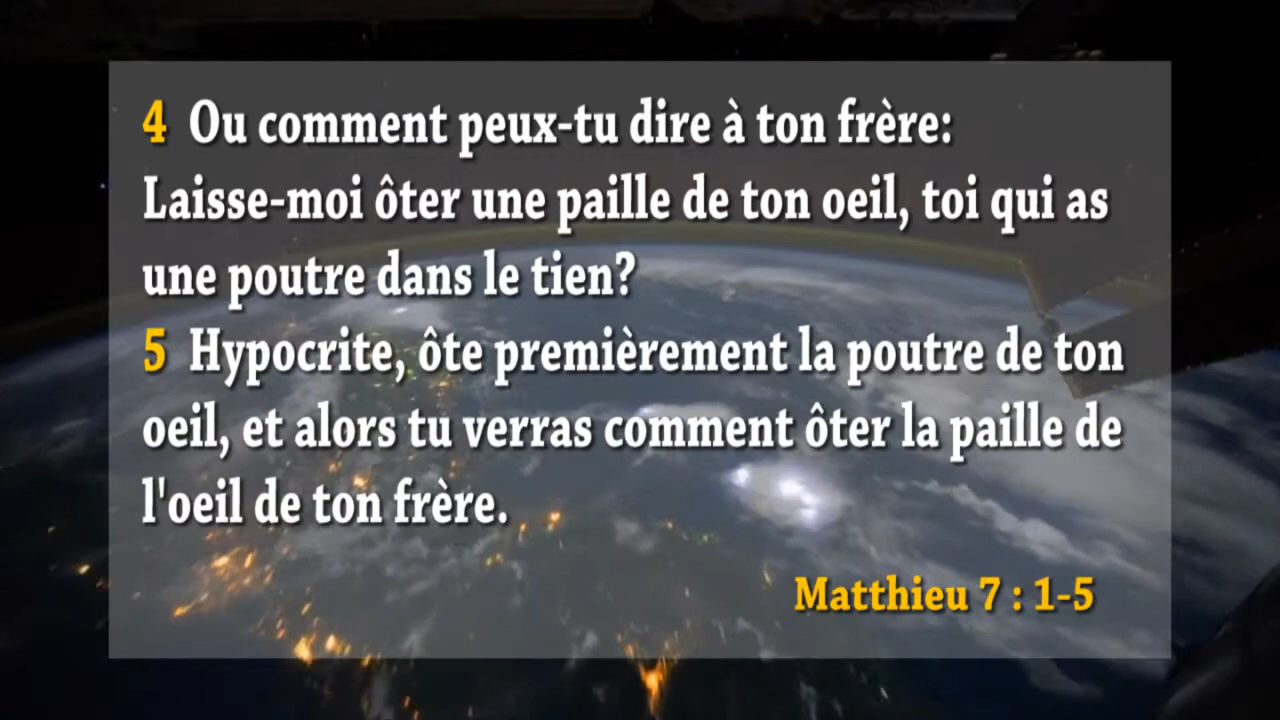 4 Ou comment peux-tu dire à ton frère:
Laisse-moi ôter une paille de ton oeil, toi qui as
une poutre dans le tien?
5 Hypocrite, ôte premièrement la poutre de ton
oeil, et alors tu verras comment ôter la paille de
l'oeil de ton frère.
Matthieu 7 : 1-5